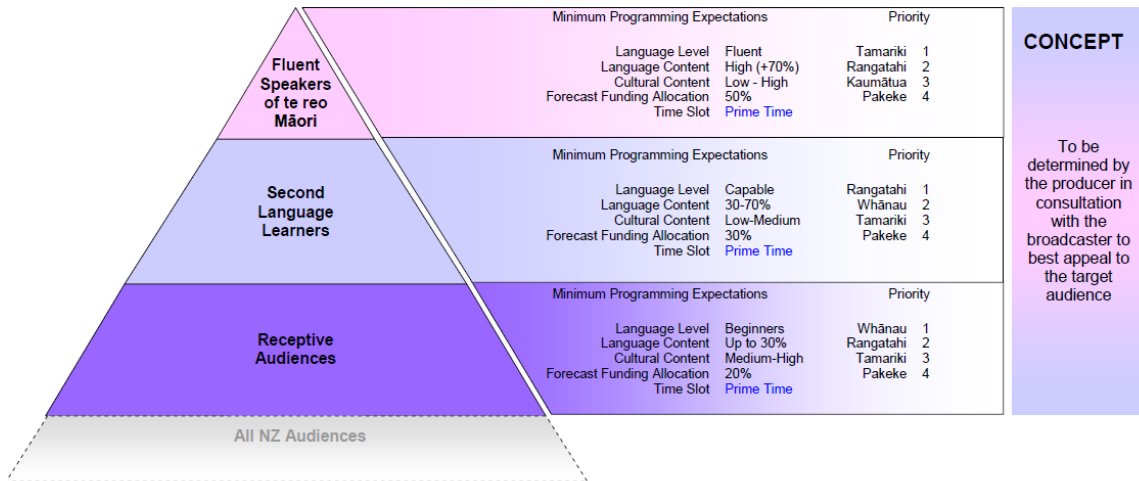 Fluent
Speakers
of te reo
Māori
Minimum Programming Expectations Priority
Language Level Fluent Tamariki 1
Language Content High (+70%) Rangatahi 2
Cultural Content Low - High Kaumātua 3
Forecast Funding Allocation 50% Pakeke 4
Time Slot Prime Time
Second
Language
Learners
Minimum Programming Expectations Priority
Language Level Capable Rangatahi 1
Language Content 30-70% Whānau 2
Cultural Content Low-Medium Tamariki 3
Forecast Funding Allocation 30% Pakeke 4
Time Slot Prime Time
Receptive
Audiences
Minimum Programming Expectations Priority
Language Level Beginners Whānau 1
Language Content Up to 30% Rangatahi 2
Cultural Content Medium-High Tamariki 3
Forecast Funding Allocation 20% Pakeke 4
Time Slot Prime Time
All NZ Audiences
CONCEPT
To be
determined by
the producer in
consultation
with the
broadcaster to
best appeal to
the target
audience